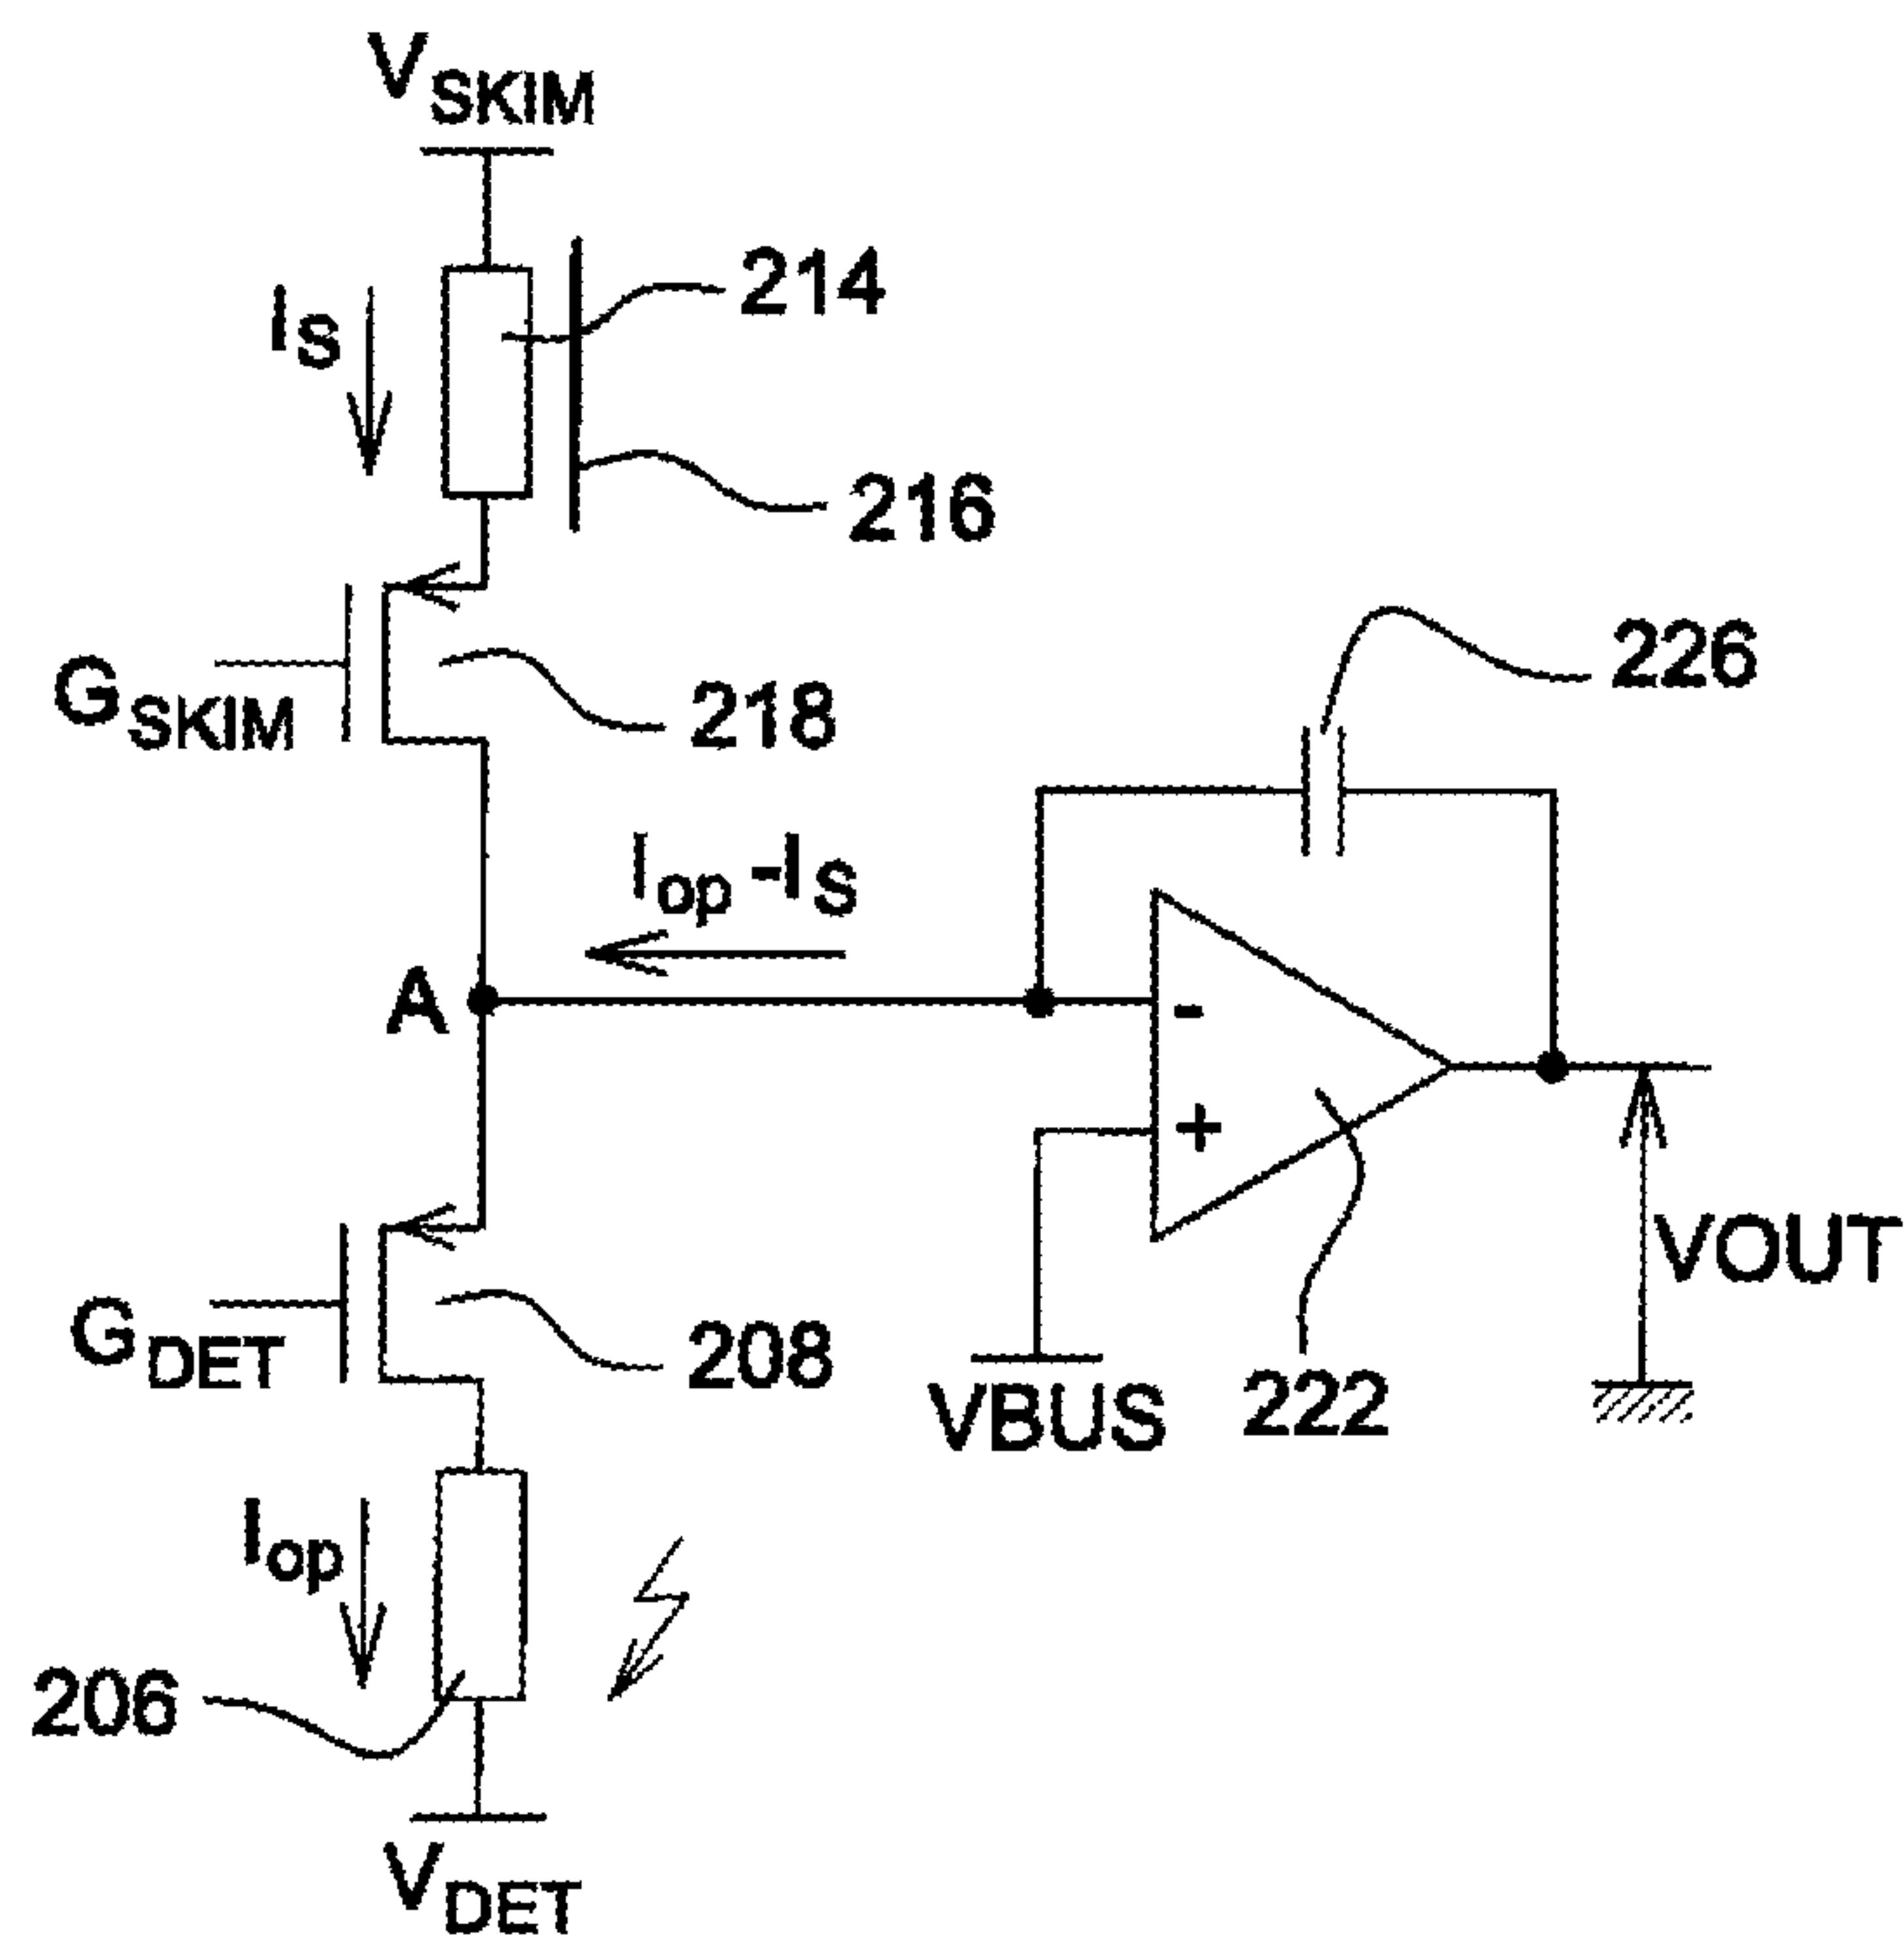 VSKIM
IS
214
216
GSKIM
218
226
Iop -IS
A
-
+
VOUT
GDET
208
VBUS
222
Iop
206
VDET